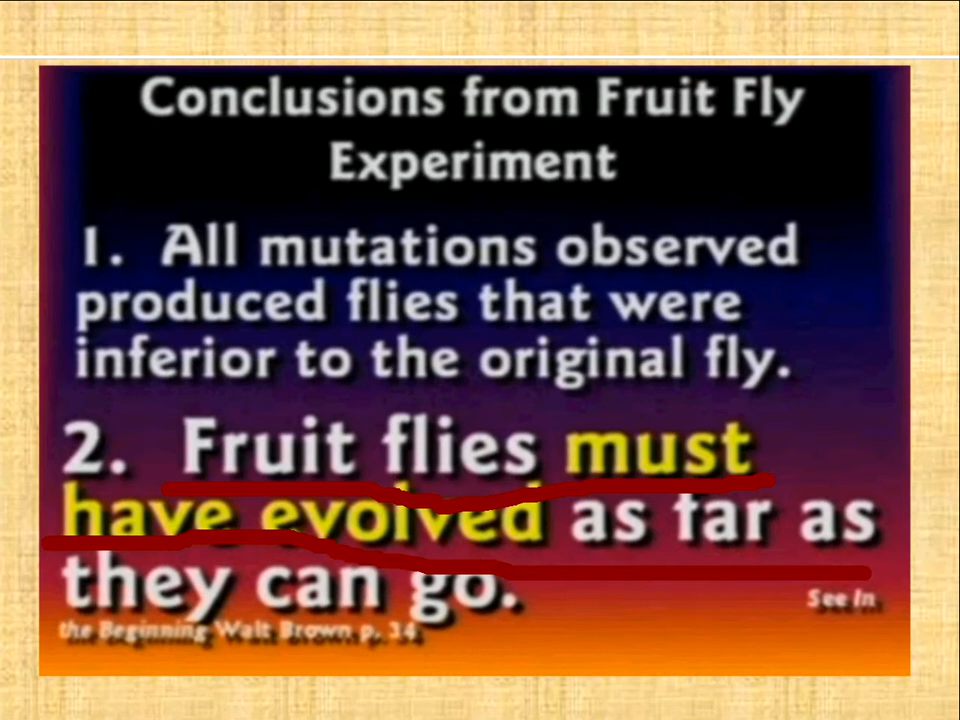 Conclusions from Fruit Fly
Experiment
1. All mutations observed
produced flies that were
inferior to the original fly.
2. Fruit flies must
have evolved as far as
they can go.
See In
the Beginning Walt Brown p. 34